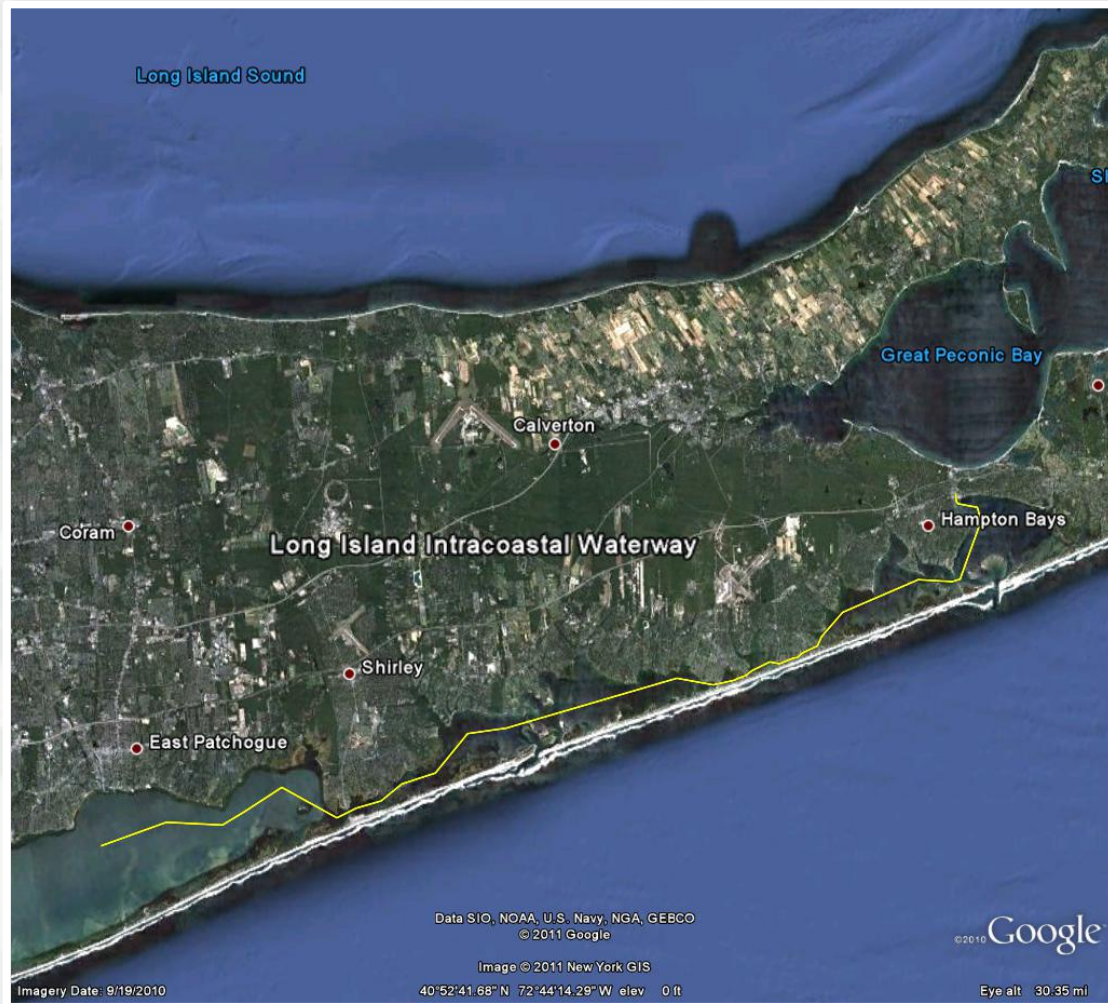 Long Island Sound
Great Peconic Bay
Calverton
Coram
Hampton Bays
Long Island Intracoastal Waterway
Shirley
East Patchogue
Data SIO, NOAA, U.S. Navy, NGA, GEBCO
© 2011 Google
©2010 Google
Image © 2011 New York GIS
Imagery Date: 9/19/2010 40°52'41.68" N 72°44'14.29" W elev 0 ft Eye alt 30.35 mi